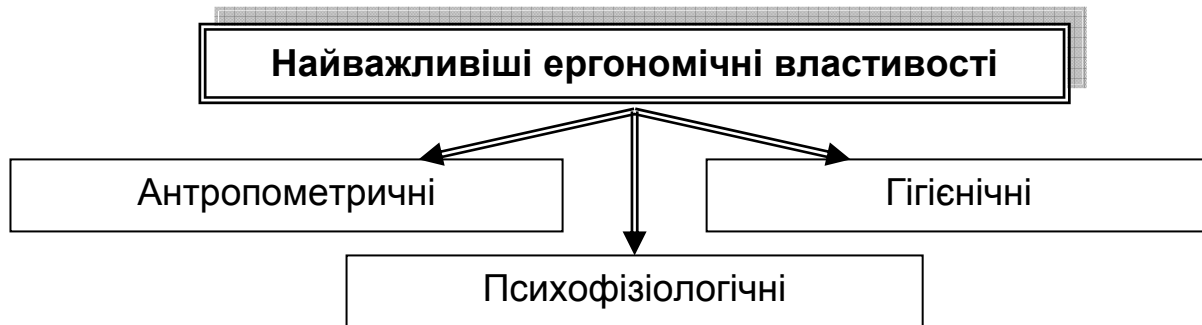 Найважливіші ергономічні властивості
Антропометричні
Гігієнічні
Психофізіологічні